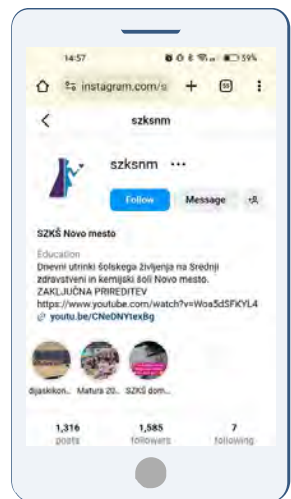 14:57 59%
instagram.com/s
szksnm
szksnm
Follow Message
SZKŠ Novo mesto
Education
Dnevni utrinki šolskega življenja na Srednji
zdravstveni in kemijski šoli Novo mesto.
ZAKLJUČNA PRIREDITEV
https://www.youtube.com/watch?v=Woa5dSFKYL4
youtu.be/CNeDNYtexBg
dijaskikon... Matura 20.. SZKŠ dom...
1,316 1,585 7
posts followers following